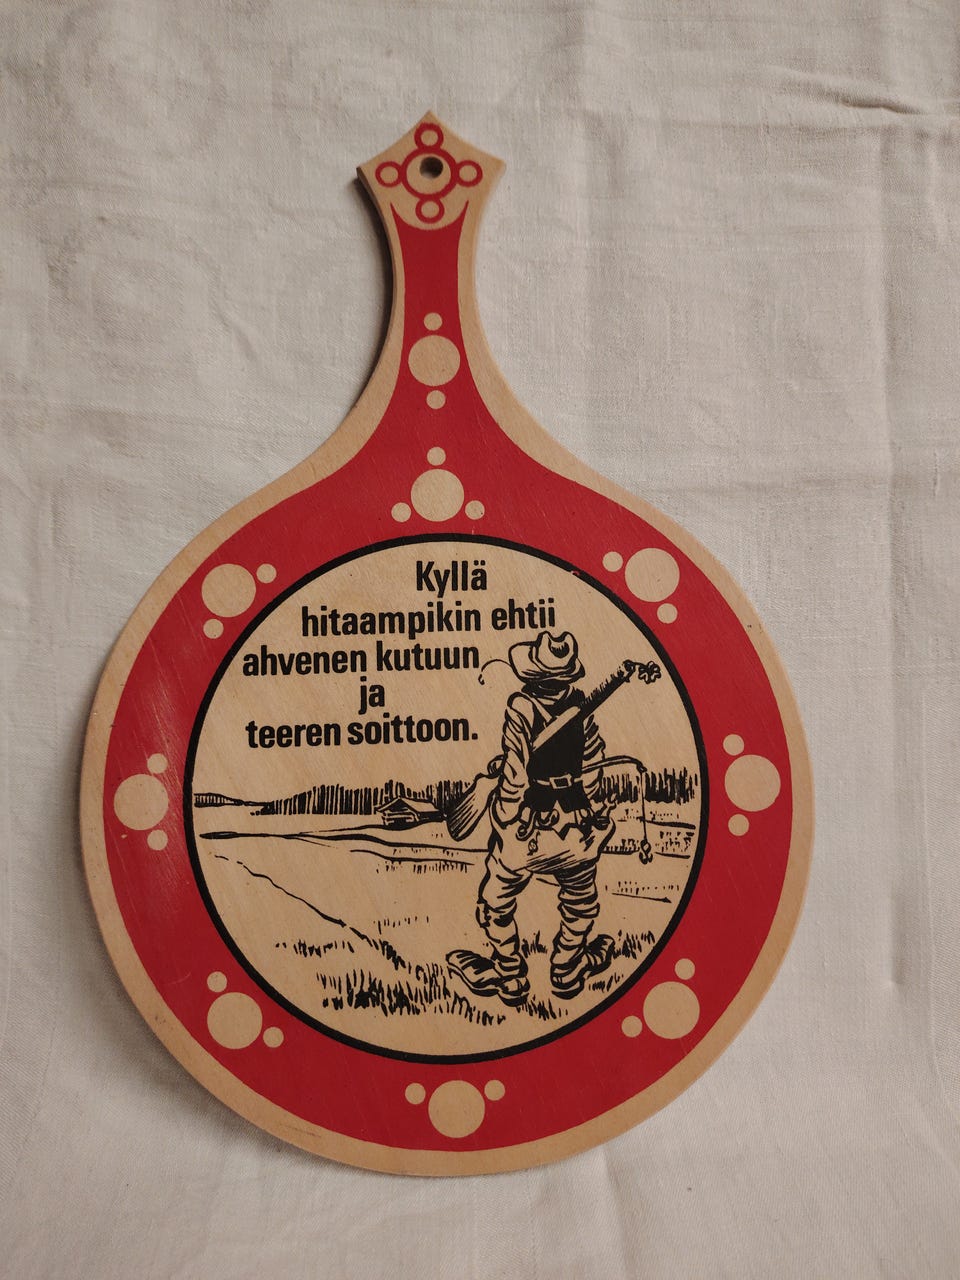 Kyllä
hitaampikin ehtii
ahvenen kutuun
ja
teeren soittoon.